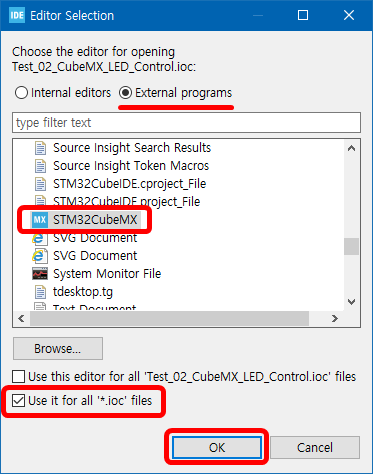 IDE Editor Selection
Choose the editor for opening
Test_02_CubeMX_LED_Control.ioc:
Internal editors External programs
type filter text
Source Insight Search Results
Source Insight Token Macros
STM32CubeIDE.cproject_File
STM32CubeIDE.project_File
MX STM32CubeMX
SVG Document
SVG Document
System Monitor File
tdesktop.tg
Text Document
Browse...
Use this editor for all 'Test_02_CubeMX_LED_Control.ioc' files
Use it for all '*.ioc' files
OK Cancel